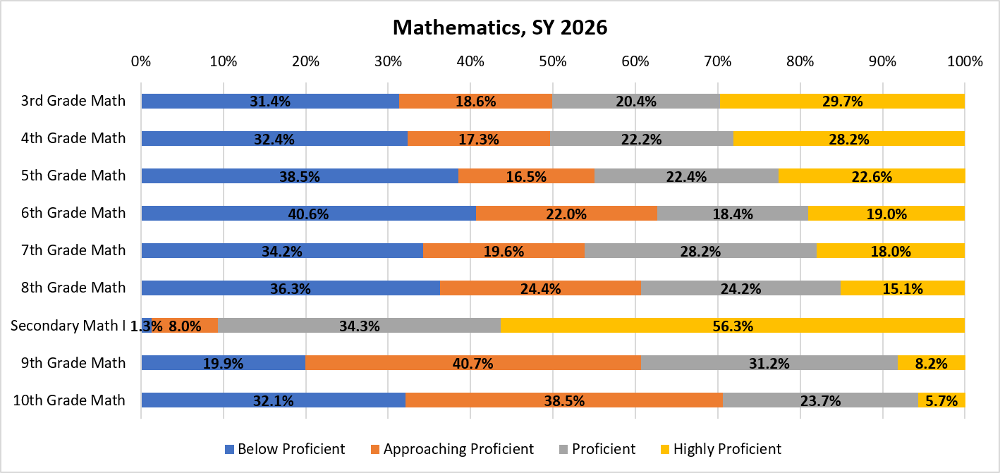 Mathematics, SY 2026
0% 10% 20% 30% 40% 50% 60% 70% 80% 90% 100%
3rd Grade Math 31.4% 18.6% 20.4% 29.7%
4th Grade Math 32.4% 17.3% 22.2% 28.2%
5th Grade Math 38.5% 16.5% 22.4% 22.6%
6th Grade Math 40.6% 22.0% 18.4% 19.0%
7th Grade Math 34.2% 19.6% 28.2% 18.0%
8th Grade Math 36.3% 24.4% 24.2% 15.1%
Secondary Math I 1.3% 8.0% 34.3% 56.3%
9th Grade Math 19.9% 40.7% 31.2% 8.2%
10th Grade Math 32.1% 38.5% 23.7% 5.7%
Below Proficient Approaching Proficient Proficient Highly Proficient